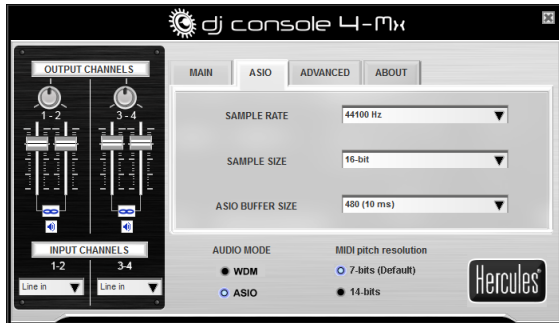 dj console 4-Mx
OUTPUT CHANNELS
1 - 2
3 - 4
INPUT CHANNELS
1-2
3-4
Line in
Line in
MAIN
ASIO
ADVANCED
ABOUT
SAMPLE RATE
44100 Hz
SAMPLE SIZE
16-bit
ASIO BUFFER SIZE
480 (10 ms)
AUDIO MODE
WDM
ASIO
MIDI pitch resolution
7-bits (Default)
14-bits
Hercules